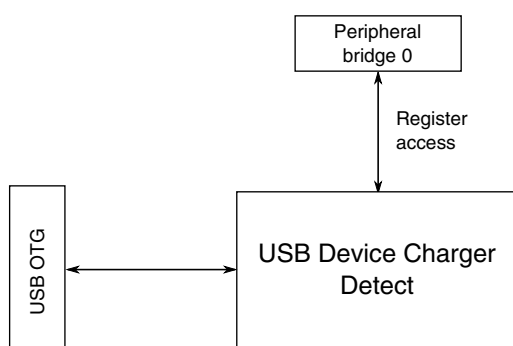 Peripheral
bridge 0
Register
access
USB OTG
USB Device Charger
Detect